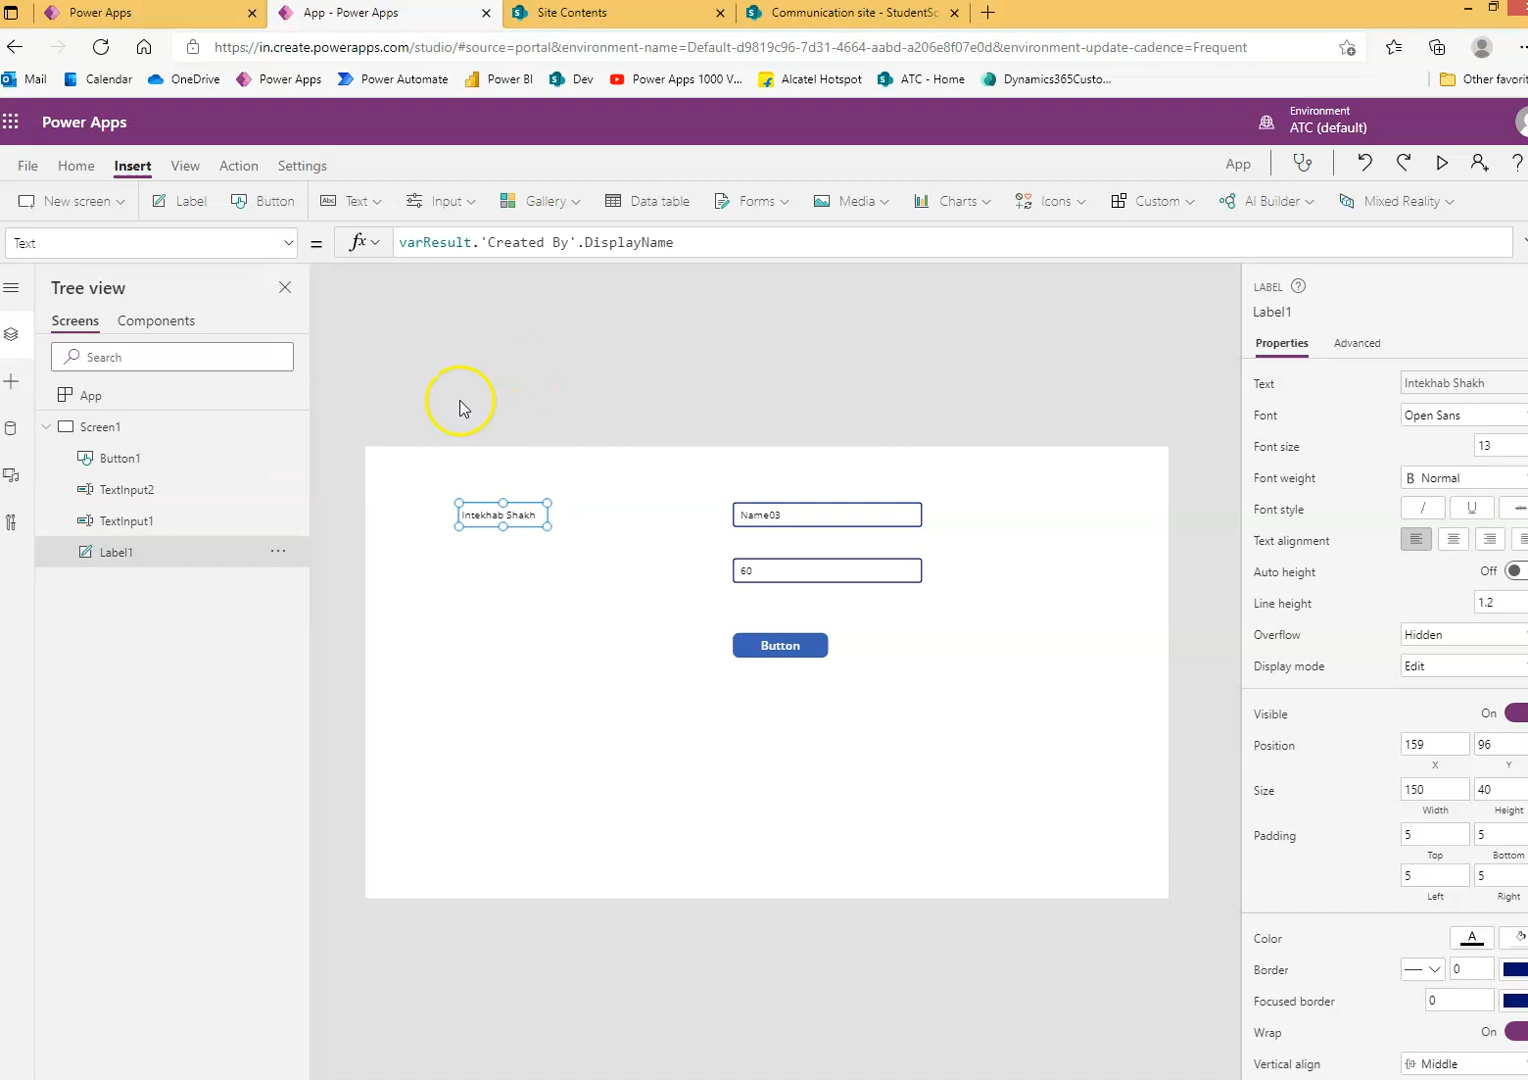 Power Apps
App - Power Apps
Site Contents
Communication site - StudentSc
https://in.create.powerapps.com/studio/#source=portal&environment-name=Default-d9819c96-7d31-4664-aabd-a206e8f07e0d&environment-update-cadence=Frequent
Mail Calendar OneDrive Power Apps Power Automate Power BI Dev Power Apps 1000 V... Alcatel Hotspot ATC - Home Dynamics365Custo... Other favorit
Power Apps
Environment
ATC (default)
File Home Insert View Action Settings App ?
New screen Label Button Abc Text Input Gallery Data table Forms Media Charts Icons Custom AI Builder Mixed Reality
Text = fx varResult.'Created By'.DisplayName
Tree view
Screens Components
Search
App
Screen1
Button1
TextInput2
TextInput1
Label1
Intekhab Shakh
Name03
60
Button
LABEL ?
Label1
Properties Advanced
Text Intekhab Shakh
Font Open Sans
Font size 13
Font weight B Normal
Font style / U abc
Text alignment
Auto height Off
Line height 1.2
Overflow Hidden
Display mode Edit
Visible On
Position 159 96
X Y
Size 150 40
Width Height
Padding 5 5
Top Bottom
5 5
Left Right
Color A
Border 0
Focused border 0
Wrap On
Vertical align Middle